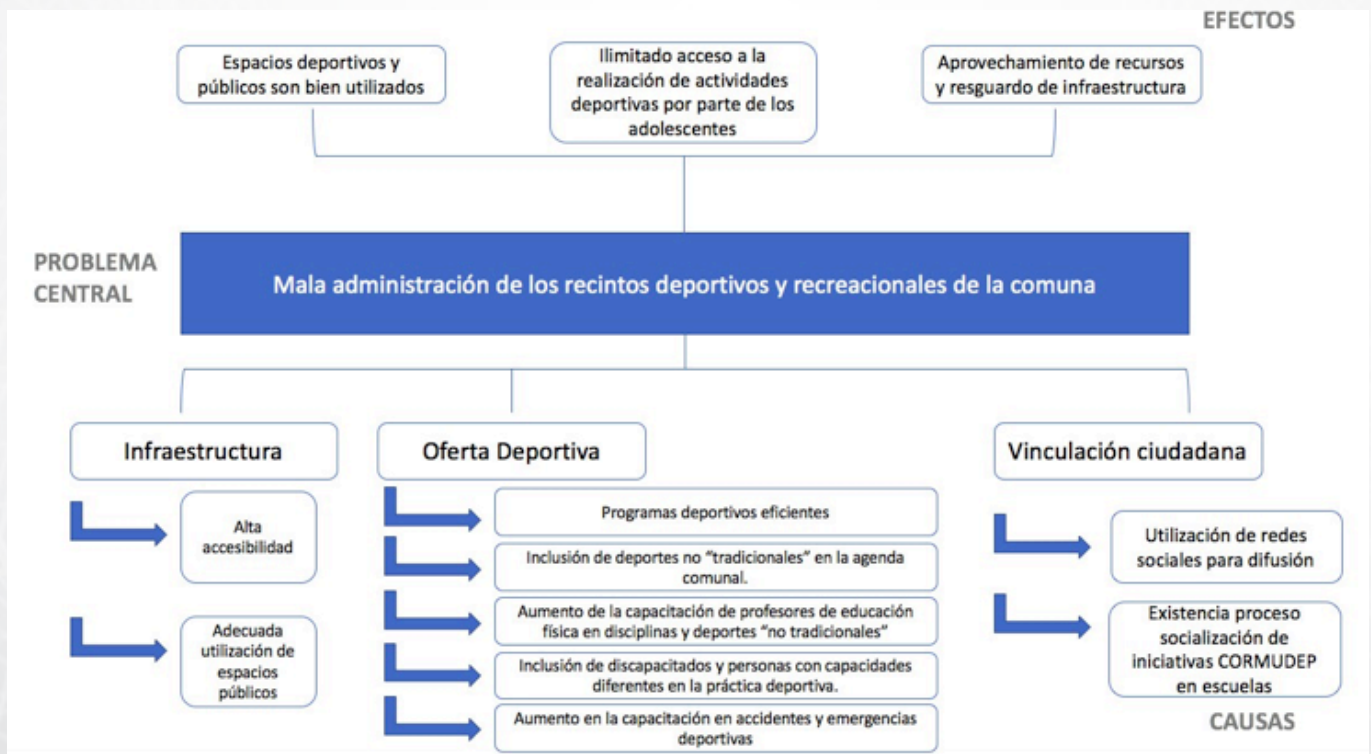 EFECTOS
Espacios deportivos y
públicos son bien utilizados
Ilimitado acceso a la
realización de actividades
deportivas por parte de los
adolescentes
Aprovechamiento de recursos
y resguardo de infraestructura
PROBLEMA
CENTRAL
Mala administración de los recintos deportivos y recreacionales de la comuna
Infraestructura
Alta
accesibilidad
Adecuada
utilización de
espacios
públicos
Oferta Deportiva
Programas deportivos eficientes
Inclusión de deportes no "tradicionales" en la agenda
comunal.
Aumento de la capacitación de profesores de educación
física en disciplinas y deportes "no tradicionales"
Inclusión de discapacitados y personas con capacidades
diferentes en la práctica deportiva.
Aumento en la capacitación en accidentes y emergencias
deportivas
Vinculación ciudadana
Utilización de redes
sociales para difusión
Existencia proceso
socialización de
iniciativas CORMUDEP
en escuelas
CAUSAS